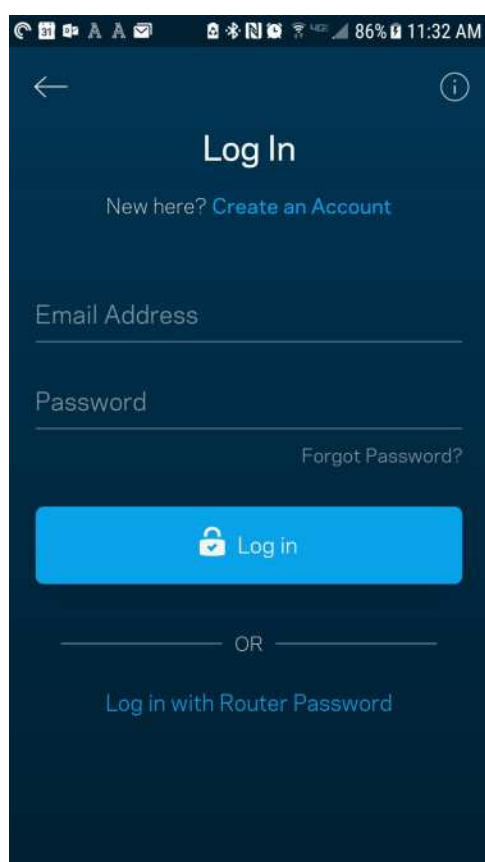 86% 11:32 AM
Log In
New here? Create an Account
Email Address
Password
Forgot Password?
Log in
OR
Log in with Router Password